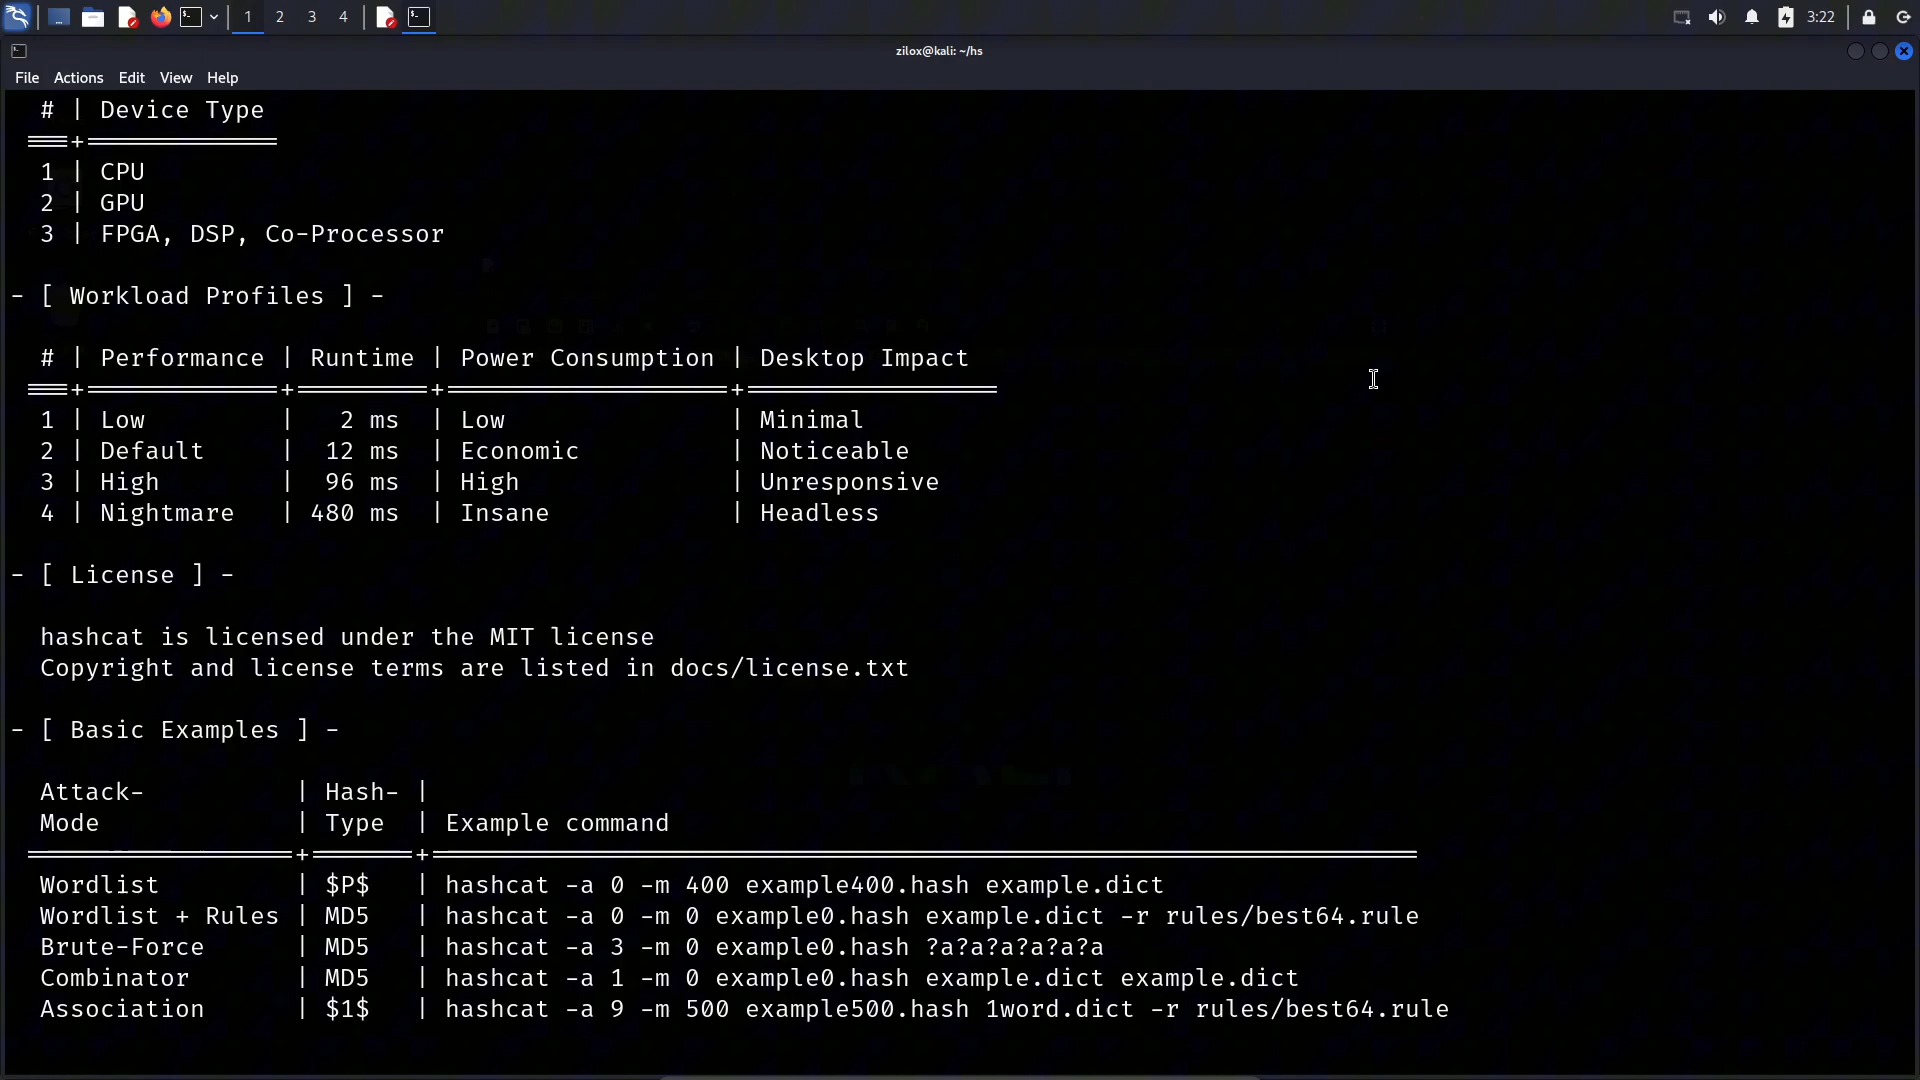 1 2 3 4 3:22
zilox@kali: ~/hs
File Actions Edit View Help
# | Device Type
===+==============
1 | CPU
2 | GPU
3 | FPGA, DSP, Co-Processor
- [ Workload Profiles ] -
# | Performance | Runtime | Power Consumption | Desktop Impact
===+=============+=========+===================+=================
1 | Low | 2 ms | Low | Minimal
2 | Default | 12 ms | Economic | Noticeable
3 | High | 96 ms | High | Unresponsive
4 | Nightmare | 480 ms | Insane | Headless
- [ License ] -
hashcat is licensed under the MIT license
Copyright and license terms are listed in docs/license.txt
- [ Basic Examples ] -
Attack- | Hash- |
Mode | Type | Example command
==================+=======+==================================================================
Wordlist | $P$ | hashcat -a 0 -m 400 example400.hash example.dict
Wordlist + Rules | MD5 | hashcat -a 0 -m 0 example0.hash example.dict -r rules/best64.rule
Brute-Force | MD5 | hashcat -a 3 -m 0 example0.hash ?a?a?a?a?a?a
Combinator | MD5 | hashcat -a 1 -m 0 example0.hash example.dict example.dict
Association | $1$ | hashcat -a 9 -m 500 example500.hash 1word.dict -r rules/best64.rule